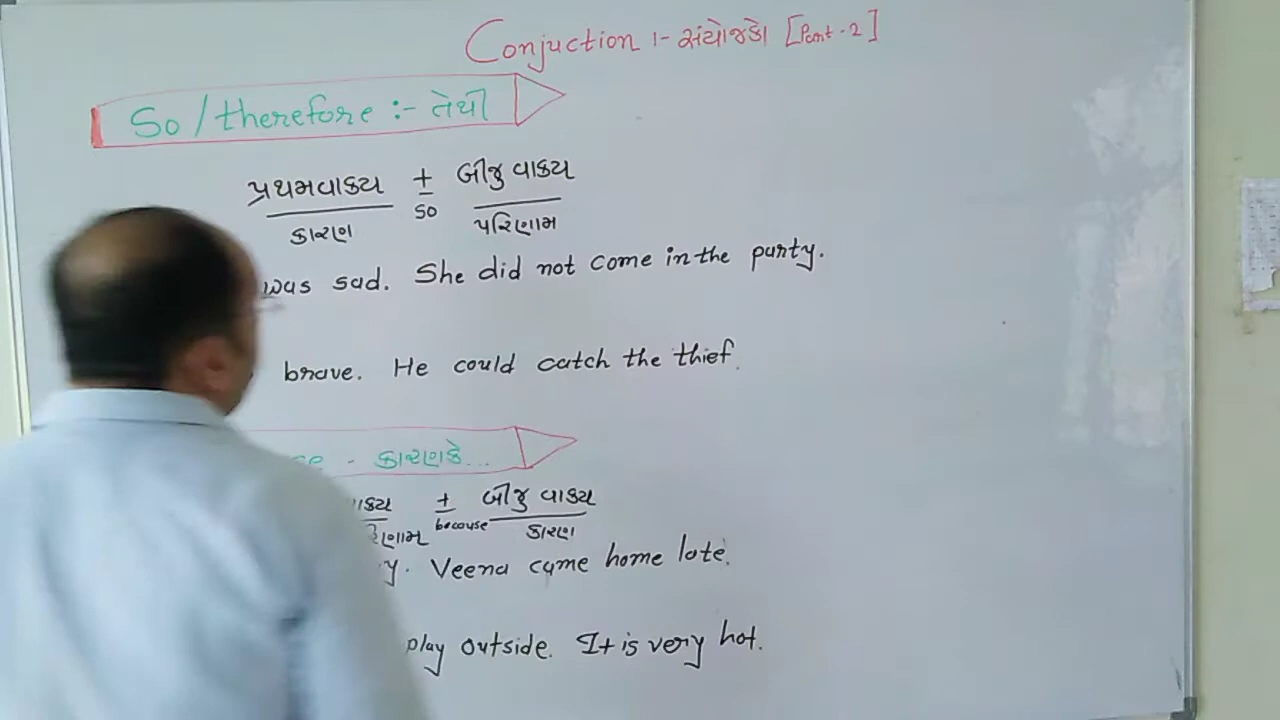 Conjuction :- સંયોજકો [Part-2]
So/therefore :- તેથી
પ્રથમવાક્ય + બીજુ વાક્ય
કારણ so પરિણામ
was sad. She did not come in the party.
brave. He could catch the thief.
- કારણકે...
+ બીજુ વાક્ય
because કારણ
Veena came home late.
play outside. It is very hot.